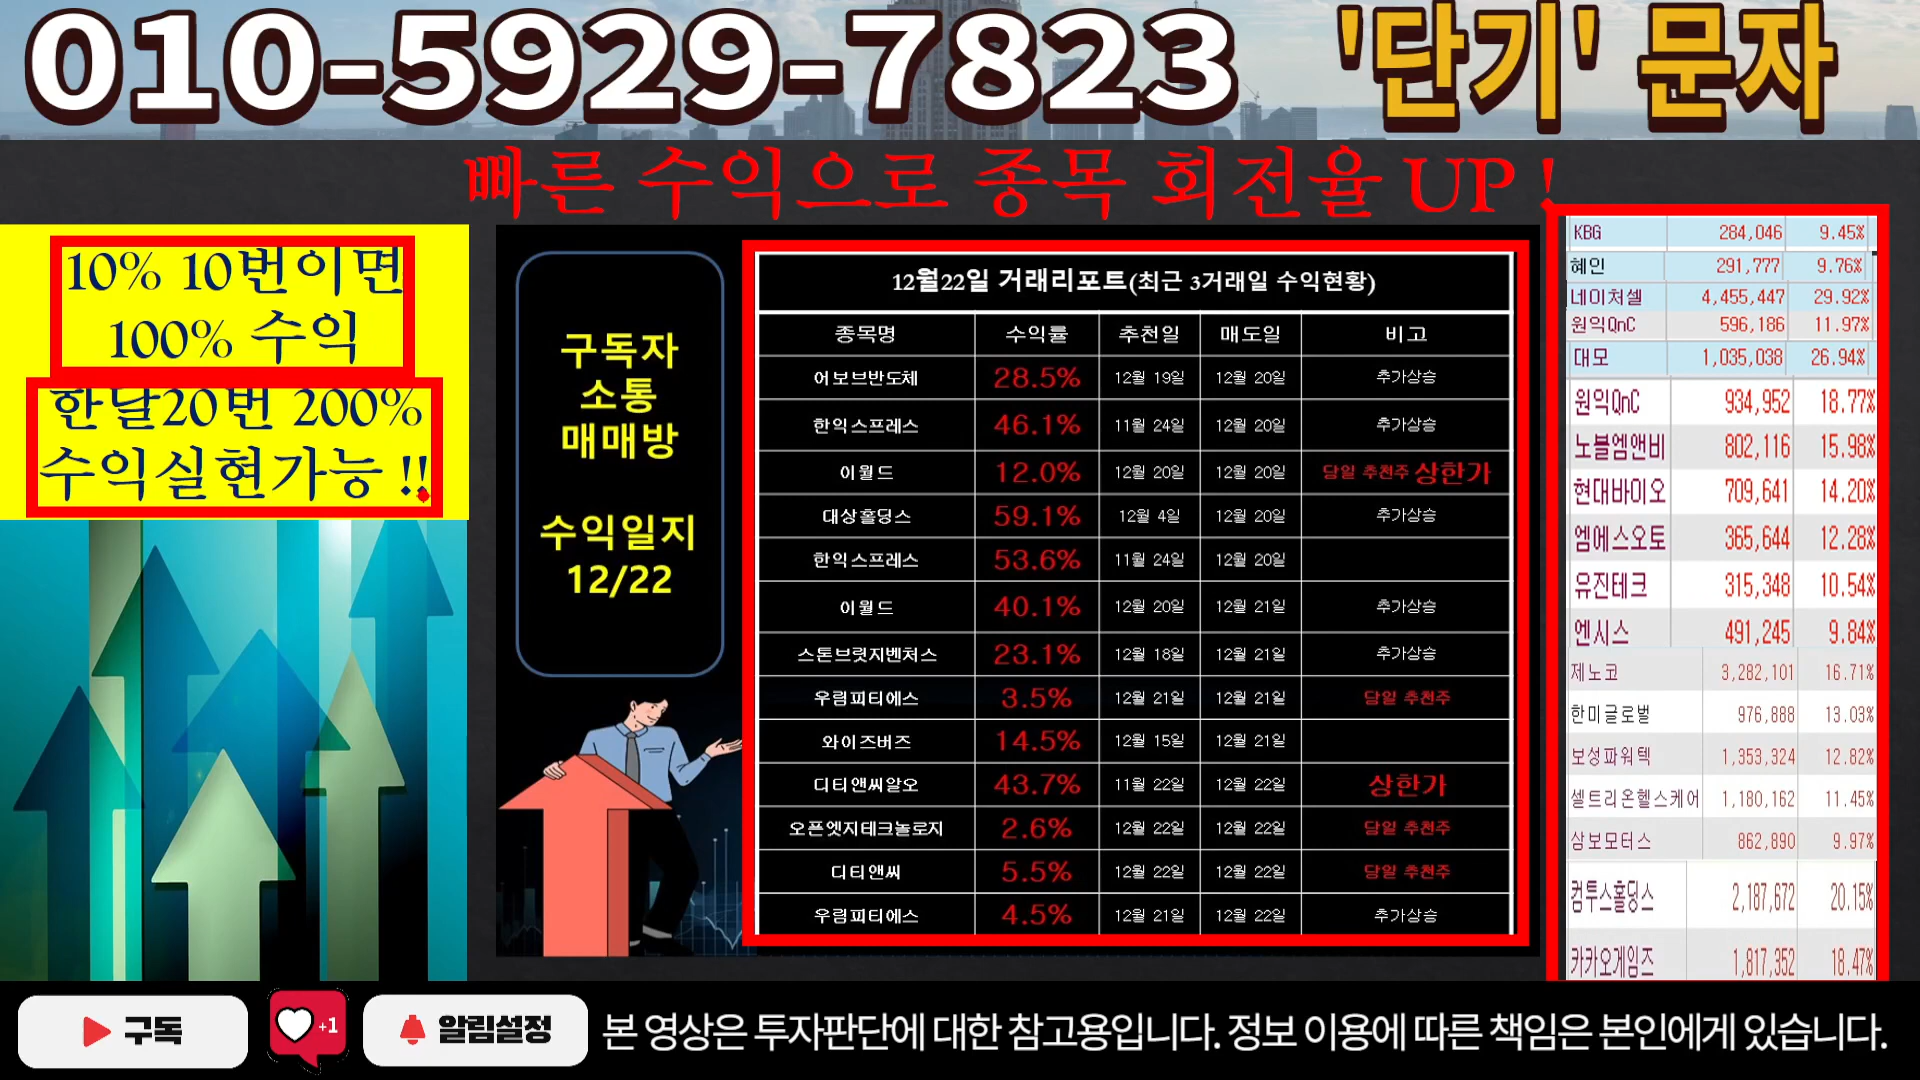 010-5929-7823 '단기' 문자
빠른 수익으로 종목 회전율 UP !
10% 10번이면
100% 수익
한달20번 200%
수익실현가능 !!
구독자
소통
매매방
수익일지
12/22
12월22일 거래리포트(최근 3거래일 수익현황)
종목명 수익률 추천일 매도일 비고
어보브반도체 28.5% 12월 19일 12월 20일 추가상승
한익스프레스 46.1% 11월 24일 12월 20일 추가상승
이월드 12.0% 12월 20일 12월 20일 당일 추천주 상한가
대상홀딩스 59.1% 12월 4일 12월 20일 추가상승
한익스프레스 53.6% 11월 24일 12월 20일
이월드 40.1% 12월 20일 12월 21일 추가상승
스톤브릿지벤처스 23.1% 12월 18일 12월 21일 추가상승
우림피티에스 3.5% 12월 21일 12월 21일 당일 추천주
와이즈버즈 14.5% 12월 15일 12월 21일
디티앤씨알오 43.7% 11월 22일 12월 22일 상한가
오픈엣지테크놀로지 2.6% 12월 22일 12월 22일 당일 추천주
디티앤씨 5.5% 12월 22일 12월 22일 당일 추천주
우림피티에스 4.5% 12월 21일 12월 22일 추가상승
KBG 284,046 9.45%
혜인 291,777 9.76%
네이처셀 4,455,447 29.92%
원익QnC 596,186 11.97%
대모 1,035,038 26.94%
원익QnC 934,952 18.77%
노블엠앤비 802,116 15.98%
현대바이오 709,641 14.20%
엠에스오토 365,644 12.28%
유진테크 315,348 10.54%
엔시스 491,245 9.84%
제노코 3,282,101 16.71%
한미글로벌 976,888 13.03%
보성파워텍 1,353,324 12.82%
셀트리온헬스케어 1,180,162 11.45%
삼보모터스 862,890 9.97%
컴투스홀딩스 2,187,672 20.15%
카카오게임즈 1,817,352 18.47%
구독 +1 알림설정 본 영상은 투자판단에 대한 참고용입니다. 정보 이용에 따른 책임은 본인에게 있습니다.